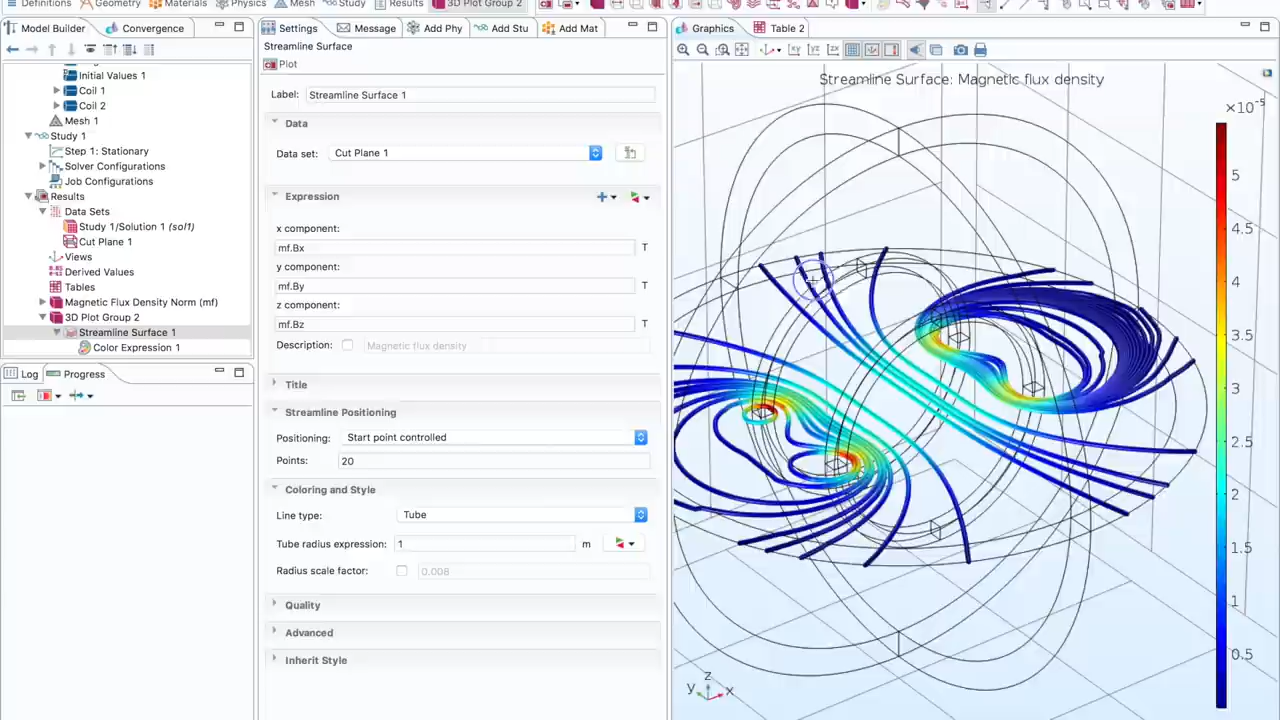 Definitions Geometry Materials Physics Mesh Study Results 3D Plot Group 2
Model Builder Convergence
Initial Values 1
Coil 1
Coil 2
Mesh 1
Study 1
Step 1: Stationary
Solver Configurations
Job Configurations
Results
Data Sets
Study 1/Solution 1 (sol1)
Cut Plane 1
Views
Derived Values
Tables
Magnetic Flux Density Norm (mf)
3D Plot Group 2
Streamline Surface 1
Color Expression 1
Log Progress
Settings Message Add Phy Add Stu Add Mat
Streamline Surface
Plot
Label: Streamline Surface 1
Data
Data set: Cut Plane 1
Expression
x component:
mf.Bx T
y component:
mf.By T
z component:
mf.Bz T
Description: Magnetic flux density
Title
Streamline Positioning
Positioning: Start point controlled
Points: 20
Coloring and Style
Line type: Tube
Tube radius expression: 1 m
Radius scale factor: 0.008
Quality
Advanced
Inherit Style
Graphics Table 2
xy yz zx
Streamline Surface: Magnetic flux density
×10⁻⁵
5
4.5
4
3.5
3
2.5
2
1.5
1
0.5
z
y x